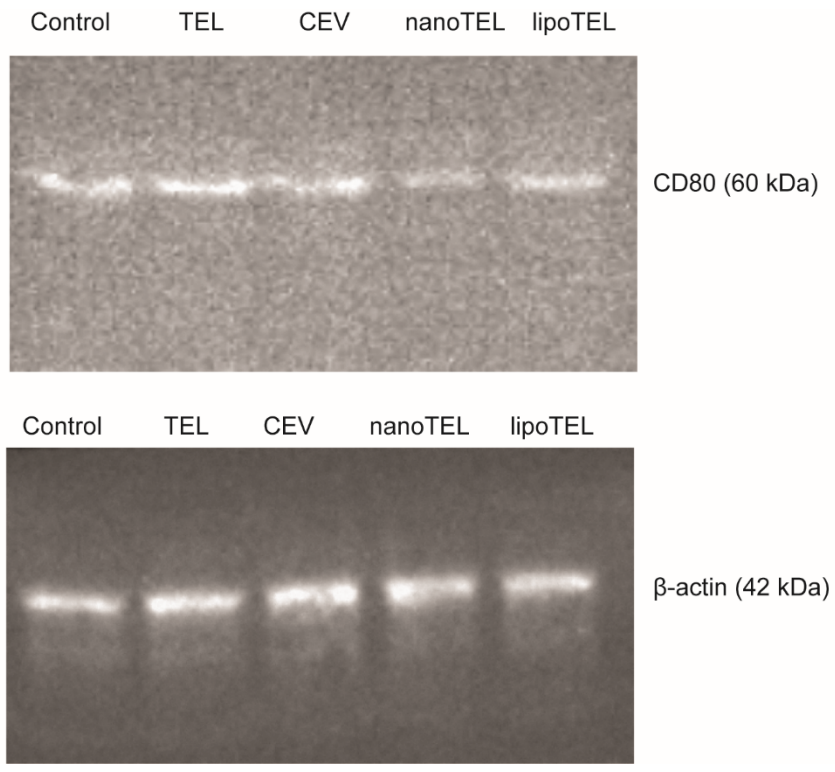 Control TEL CEV nanoTEL lipoTEL
CD80 (60 kDa)
Control TEL CEV nanoTEL lipoTEL
β-actin (42 kDa)